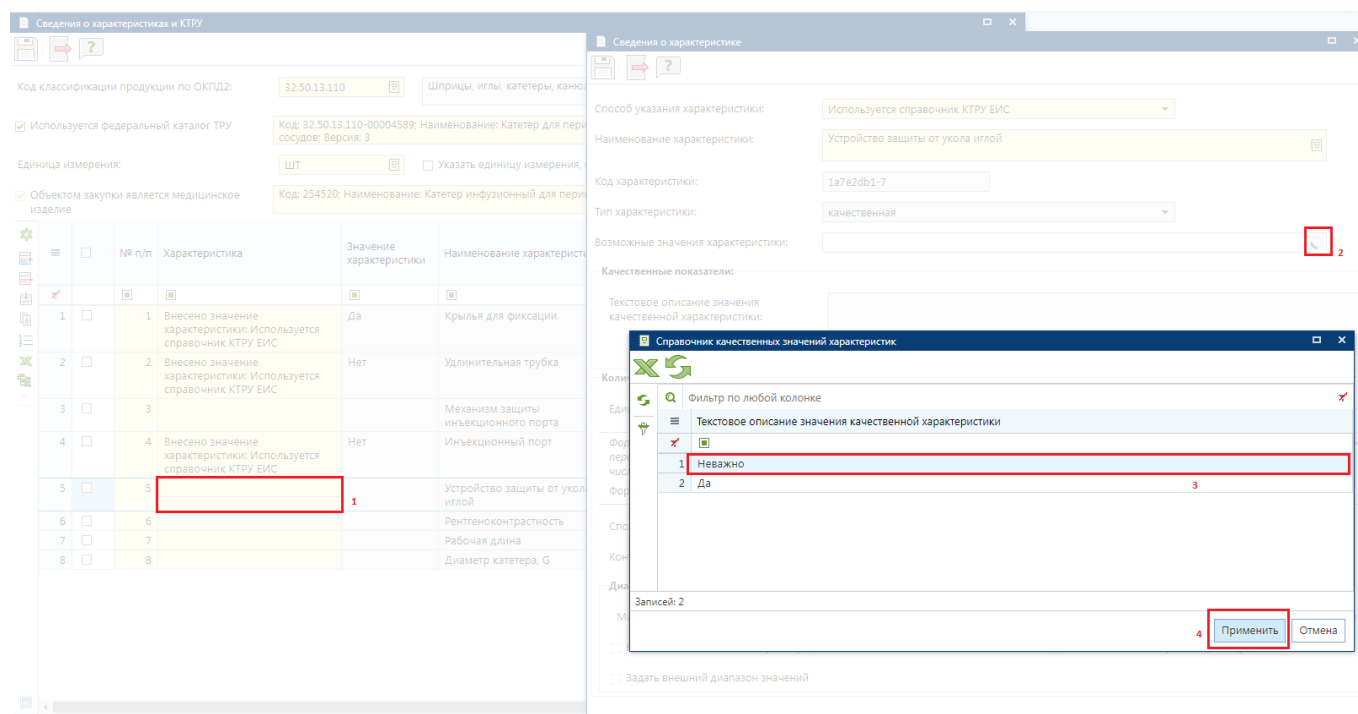 Сведения о характеристиках и КТРУ
?
Код классификации продукции по ОКПД2:
32.50.13.110
Шприцы, иглы, катетеры, каню
Используется федеральный каталог ТРУ
Код: 32.50.13.110-00004589; Наименование: Катетер для пери
сосудов; Версия: 3
Единица измерения:
ШТ
Указать единицу измерения,
Объектом закупки является медицинское
изделие
Код: 254520; Наименование: Катетер инфузионный для пери
№ п/п
Характеристика
Значение
характеристики
Наименование характерист
1 1 Внесено значение
характеристики: Используется
справочник КТРУ ЕИС
Да
Крылья для фиксации
2 2 Внесено значение
характеристики: Используется
справочник КТРУ ЕИС
Нет
Удлинительная трубка
3 3
Механизм защиты
инъекционного порта
4 4 Внесено значение
характеристики: Используется
справочник КТРУ ЕИС
Нет
Инъекционный порт
5 5
1
Устройство защиты от укол
иглой
6 6 Рентгеноконтрастность
7 7 Рабочая длина
8 8 Диаметр катетера, G
Сведения о характеристике
?
Способ указания характеристики:
Используется справочник КТРУ ЕИС
Наименование характеристики:
Устройство защиты от укола иглой
Код характеристики:
1a7e2db1-7
Тип характеристики:
качественная
Возможные значения характеристики:
2
Качественные показатели:
Текстовое описание значения
качественной характеристики:
Справочник качественных значений характеристик
Фильтр по любой колонке
Текстовое описание значения качественной характеристики
1 Неважно
2 Да
3
Записей: 2
4
Применить
Отмена
Задать внешний диапазон значений